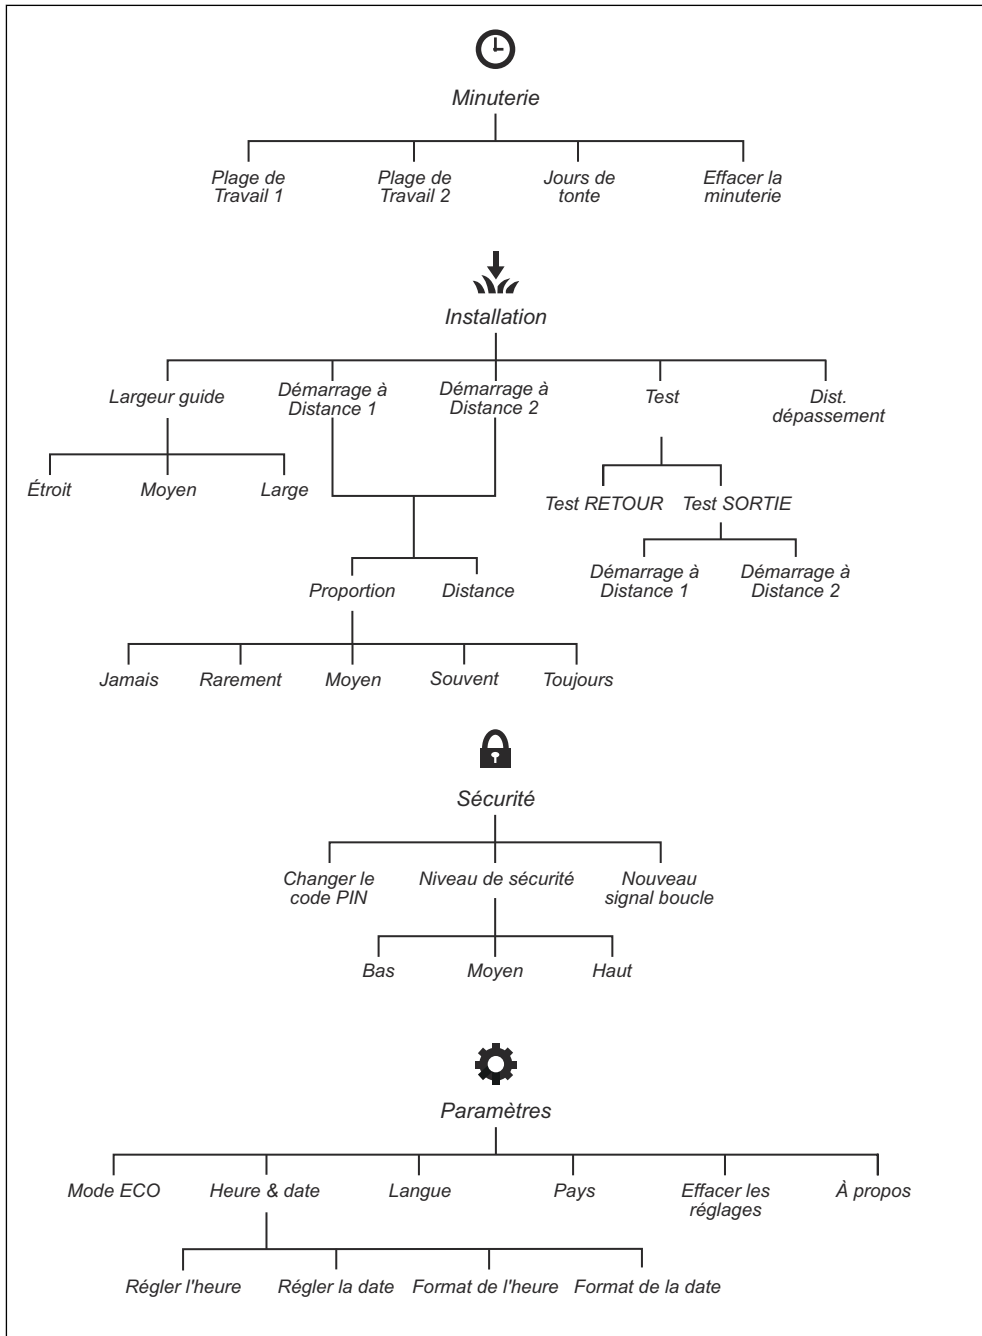 Minuterie
Plage de
Travail 1
Plage de
Travail 2
Jours de
tonte
Effacer la
minuterie
Installation
Largeur guide
Démarrage à
Distance 1
Démarrage à
Distance 2
Test
Dist.
dépassement
Étroit
Moyen
Large
Test RETOUR
Test SORTIE
Démarrage à
Distance 1
Démarrage à
Distance 2
Proportion
Distance
Jamais
Rarement
Moyen
Souvent
Toujours
Sécurité
Changer le
code PIN
Niveau de sécurité
Nouveau
signal boucle
Bas
Moyen
Haut
Paramètres
Mode ECO
Heure & date
Langue
Pays
Effacer les
réglages
À propos
Régler l'heure
Régler la date
Format de l'heure
Format de la date